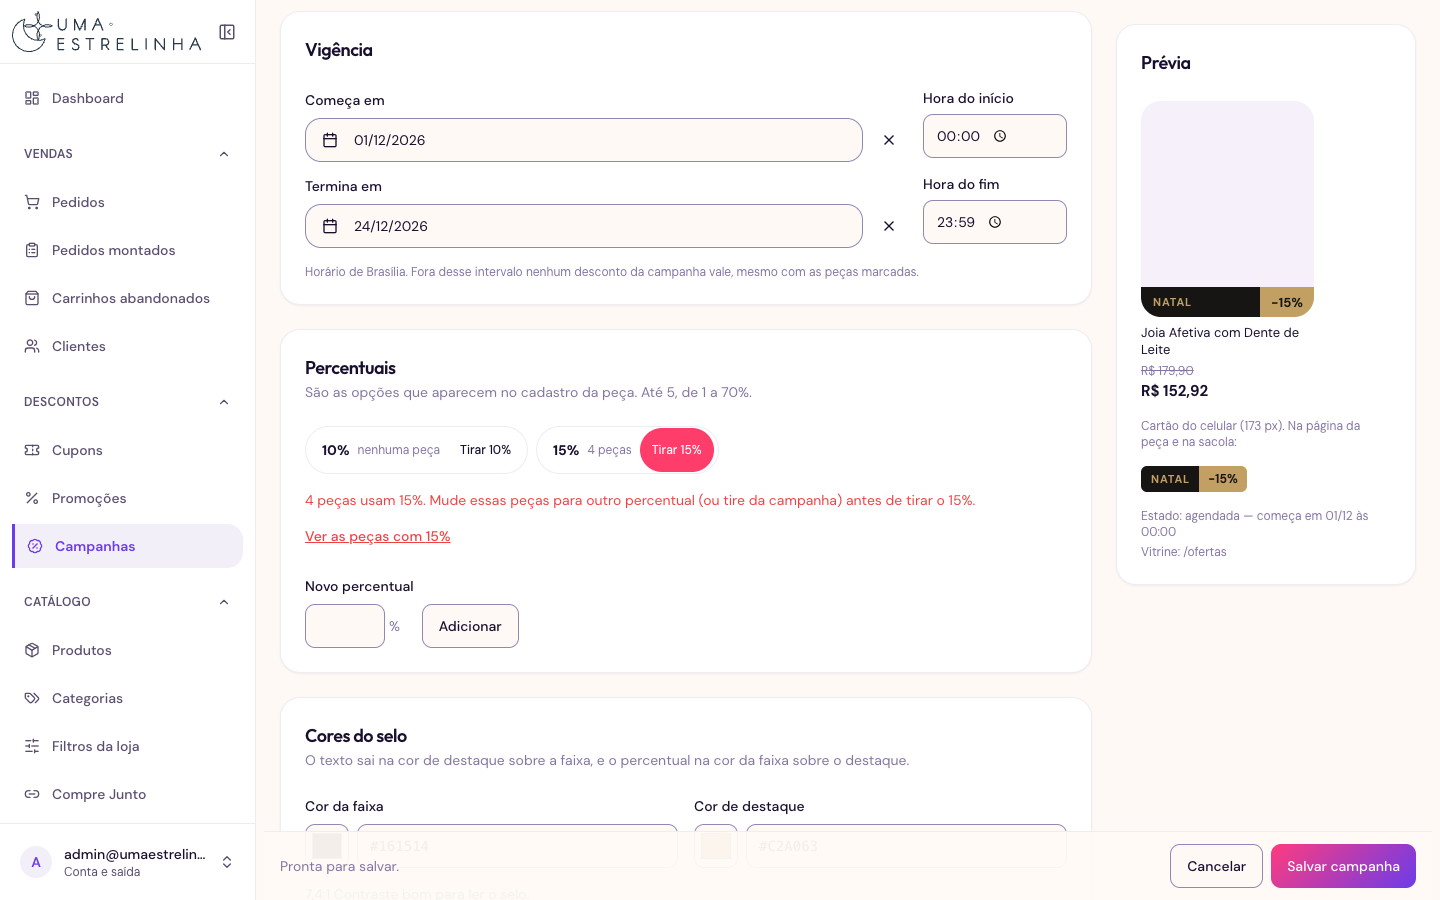 UMA
ESTRELINHA
Dashboard
VENDAS
Pedidos
Pedidos montados
Carrinhos abandonados
Clientes
DESCONTOS
Cupons
Promoções
Campanhas
CATÁLOGO
Produtos
Categorias
Filtros da loja
Compre Junto
A
admin@umaestrelin...
Conta e saída
Vigência
Começa em
Hora do início
01/12/2026
00:00
Termina em
Hora do fim
24/12/2026
23:59
Horário de Brasília. Fora desse intervalo nenhum desconto da campanha vale, mesmo com as peças marcadas.
Percentuais
São as opções que aparecem no cadastro da peça. Até 5, de 1 a 70%.
10% nenhuma peça Tirar 10%
15% 4 peças Tirar 15%
4 peças usam 15%. Mude essas peças para outro percentual (ou tire da campanha) antes de tirar o 15%.
Ver as peças com 15%
Novo percentual
%
Adicionar
Cores do selo
O texto sai na cor de destaque sobre a faixa, e o percentual na cor da faixa sobre o destaque.
Cor da faixa
Cor de destaque
#161514
#C2A063
7.4:1 Contraste bom para ler o selo.
Pronta para salvar.
Cancelar
Salvar campanha
Prévia
NATAL
-15%
Joia Afetiva com Dente de
Leite
R$ 179,90
R$ 152,92
Cartão do celular (173 px). Na página da
peça e na sacola:
NATAL
-15%
Estado: agendada — começa em 01/12 às
00:00
Vitrine: /ofertas